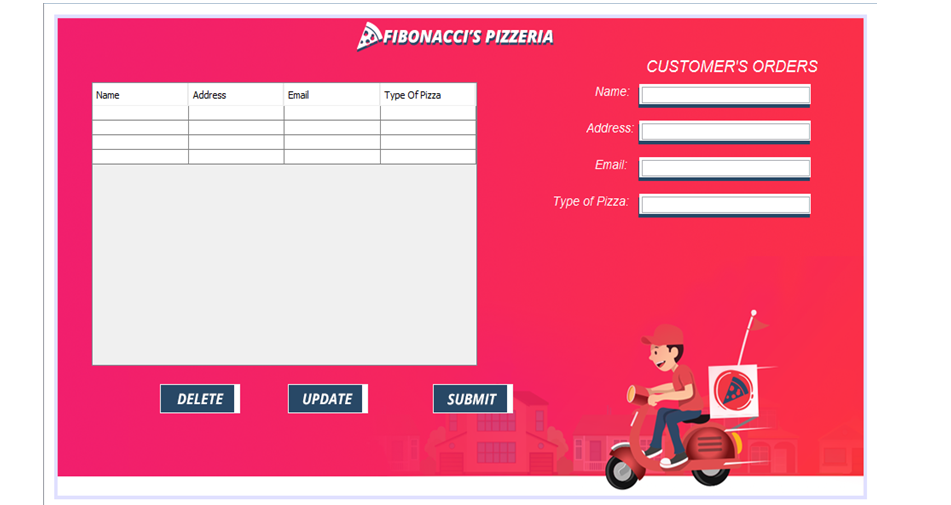 FIBONACCI'S PIZZERIA
CUSTOMER'S ORDERS
Name Address Email Type Of Pizza
Name:
Address:
Email:
Type of Pizza:
DELETE UPDATE SUBMIT